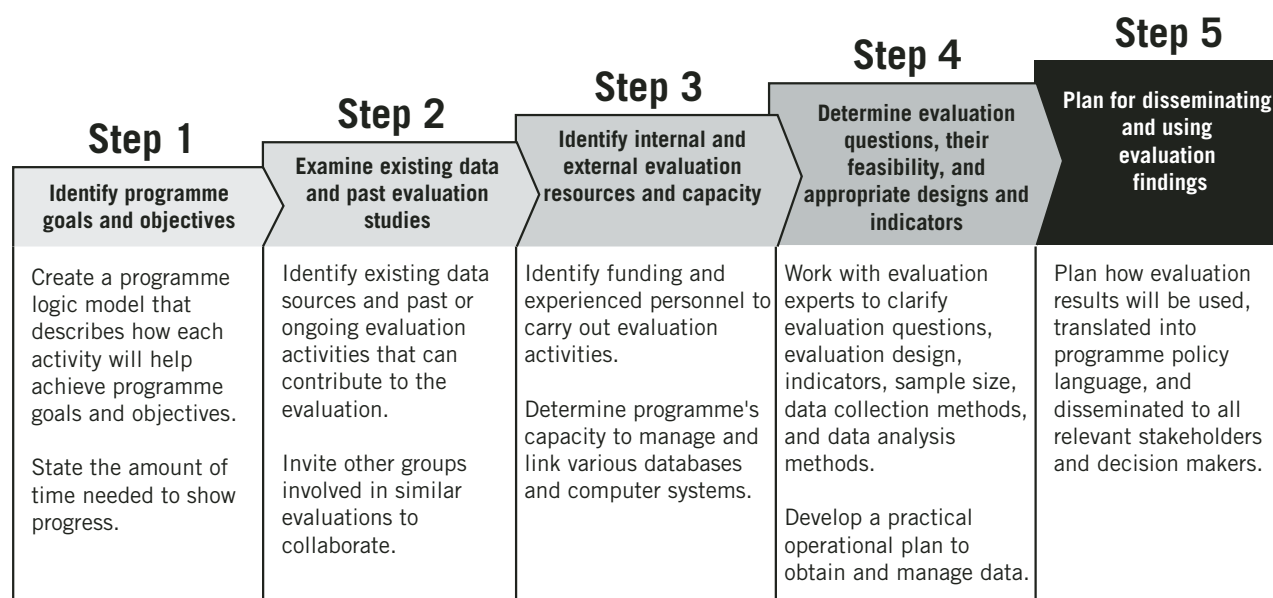 Step 1
Identify programme
goals and objectives
Create a programme
logic model that
describes how each
activity will help
achieve programme
goals and objectives.
State the amount of
time needed to show
progress.
Step 2
Examine existing data
and past evaluation
studies
Identify existing data
sources and past or
ongoing evaluation
activities that can
contribute to the
evaluation.
Invite other groups
involved in similar
evaluations to
collaborate.
Step 3
Identify internal and
external evaluation
resources and capacity
Identify funding and
experienced personnel to
carry out evaluation
activities.
Determine programme's
capacity to manage and
link various databases
and computer systems.
Step 4
Determine evaluation
questions, their
feasibility, and
appropriate designs and
indicators
Work with evaluation
experts to clarify
evaluation questions,
evaluation design,
indicators, sample size,
data collection methods,
and data analysis
methods.
Develop a practical
operational plan to
obtain and manage data.
Step 5
Plan for disseminating
and using
evaluation
findings
Plan how evaluation
results will be used,
translated into
programme policy
language, and
disseminated to all
relevant stakeholders
and decision makers.